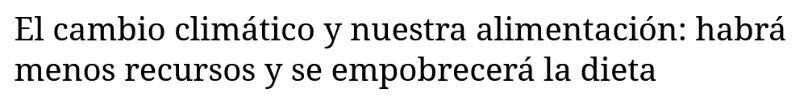 El cambio climático y nuestra alimentación: habrá
menos recursos y se empobrecerá la dieta